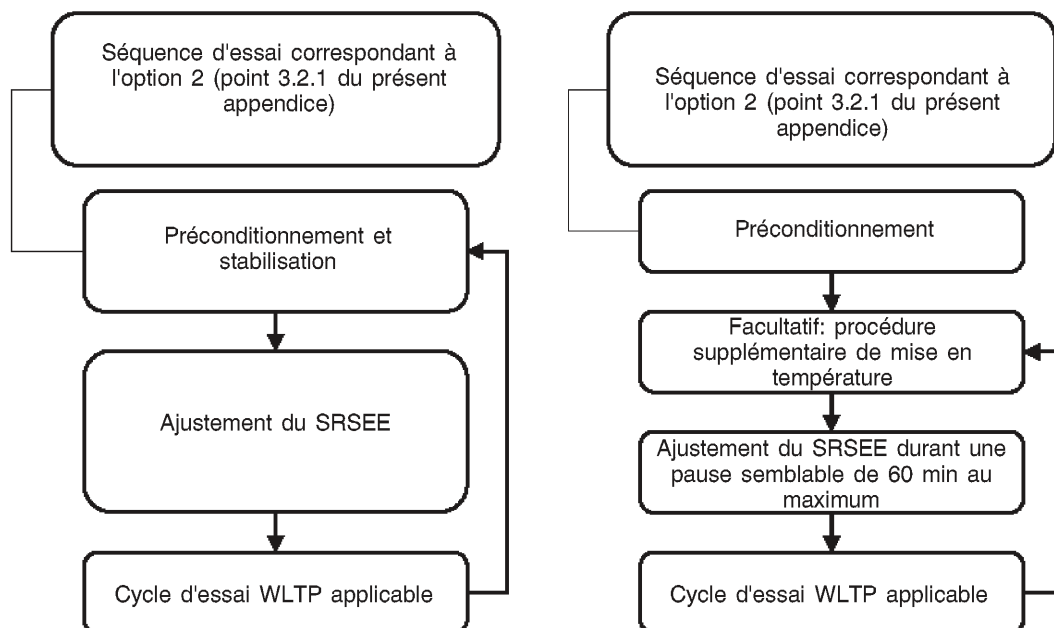 Séquence d'essai correspondant à
l'option 2 (point 3.2.1 du présent
appendice)
Préconditionnement et
stabilisation
Ajustement du SRSEE
Cycle d'essai WLTP applicable
Séquence d'essai correspondant à
l'option 2 (point 3.2.1 du présent
appendice)
Préconditionnement
Facultatif: procédure
supplémentaire de mise en
température
Ajustement du SRSEE durant une
pause semblable de 60 min au
maximum
Cycle d'essai WLTP applicable